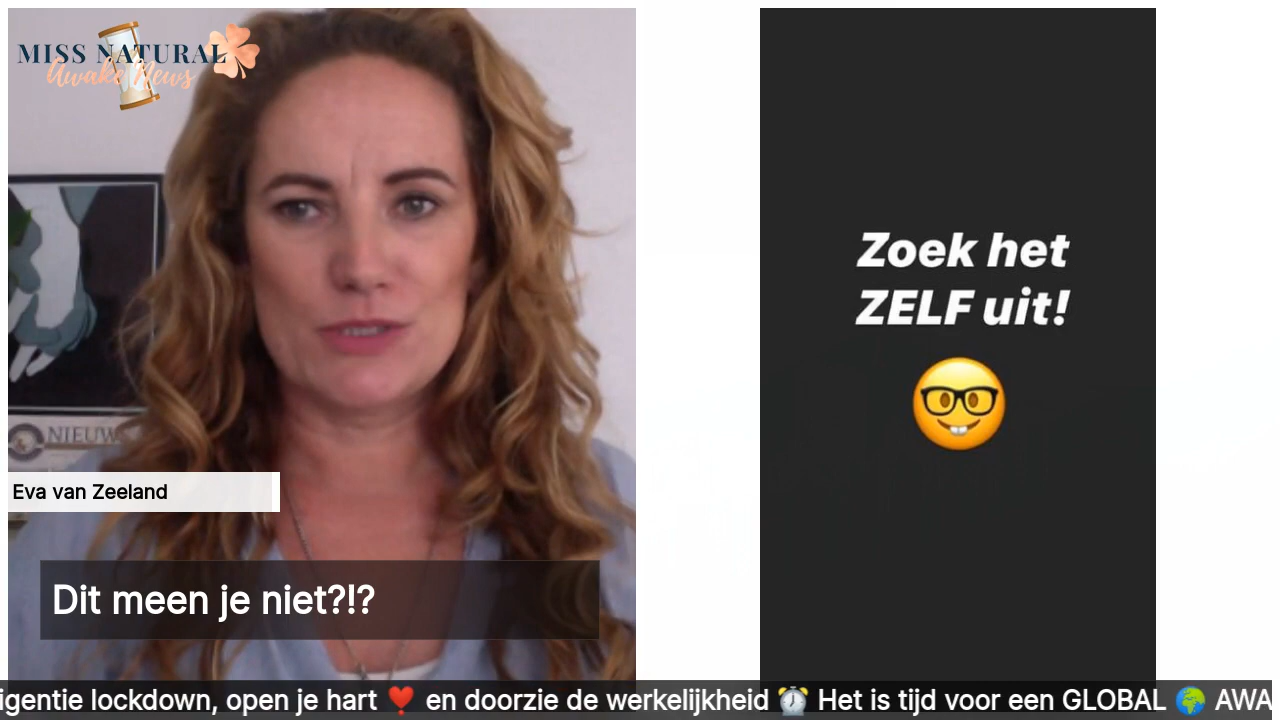 MISS NATURAL
Awake News
NIEUW
Eva van Zeeland
Dit meen je niet?!?
Zoek het
ZELF uit!
igentie lockdown, open je hart ❣️ en doorzie de werkelijkheid ⏰ Het is tijd voor een GLOBAL 🌍 AWA